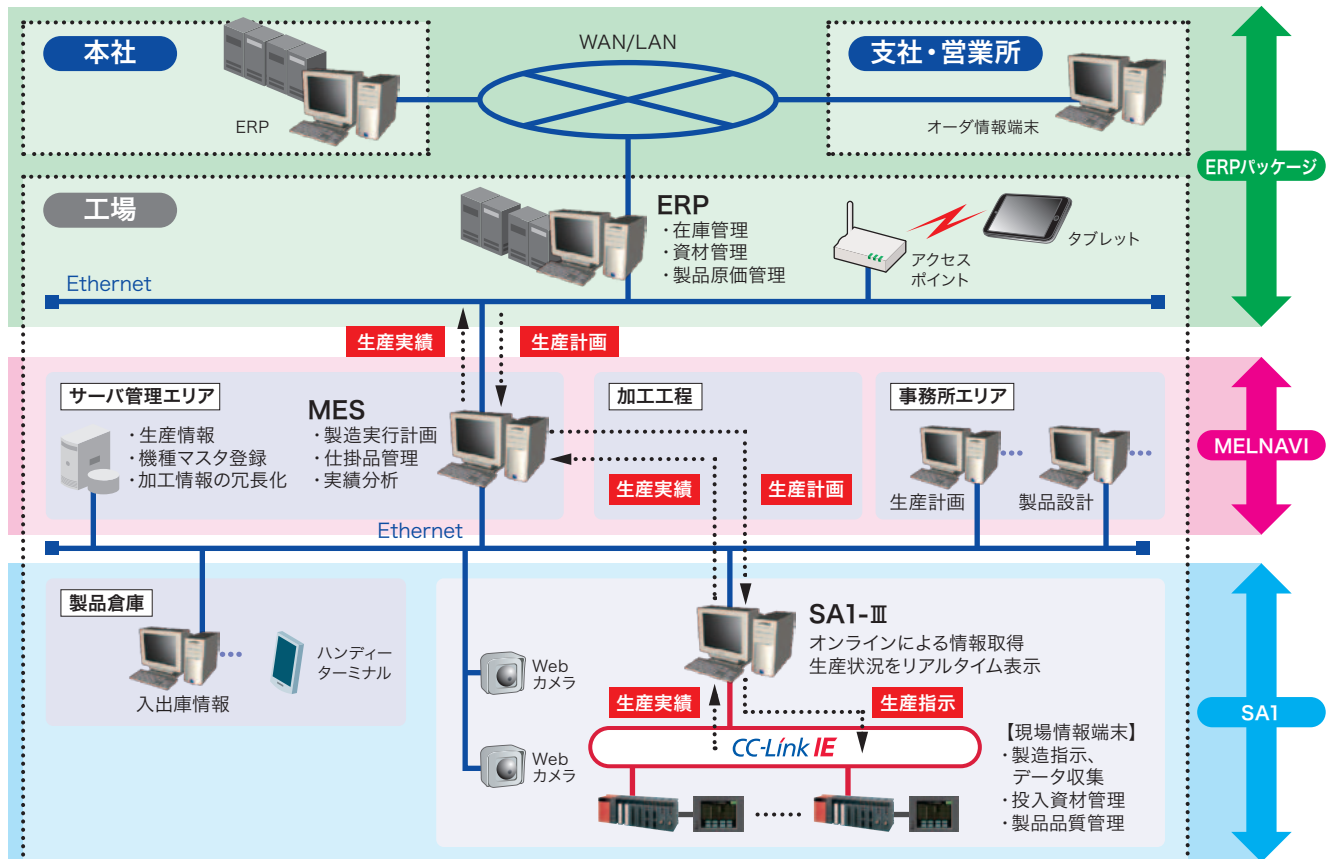 本社
WAN/LAN
支社・営業所
ERP
オーダ情報端末
ERPパッケージ
工場
ERP
・在庫管理
・資材管理
・製品原価管理
アクセス
ポイント
タブレット
Ethernet
生産実績
生産計画
サーバ管理エリア
・生産情報
・機種マスタ登録
・加工情報の冗長化
MES
・製造実行計画
・仕掛品管理
・実績分析
加工工程
生産実績
生産計画
事務所エリア
生産計画
製品設計
MELNAVI
Ethernet
製品倉庫
入出庫情報
ハンディー
ターミナル
Web
カメラ
Web
カメラ
SA1-Ⅲ
オンラインによる情報取得
生産状況をリアルタイム表示
生産実績
生産指示
CC-Link IE
【現場情報端末】
・製造指示、
データ収集
・投入資材管理
・製品品質管理
SA1